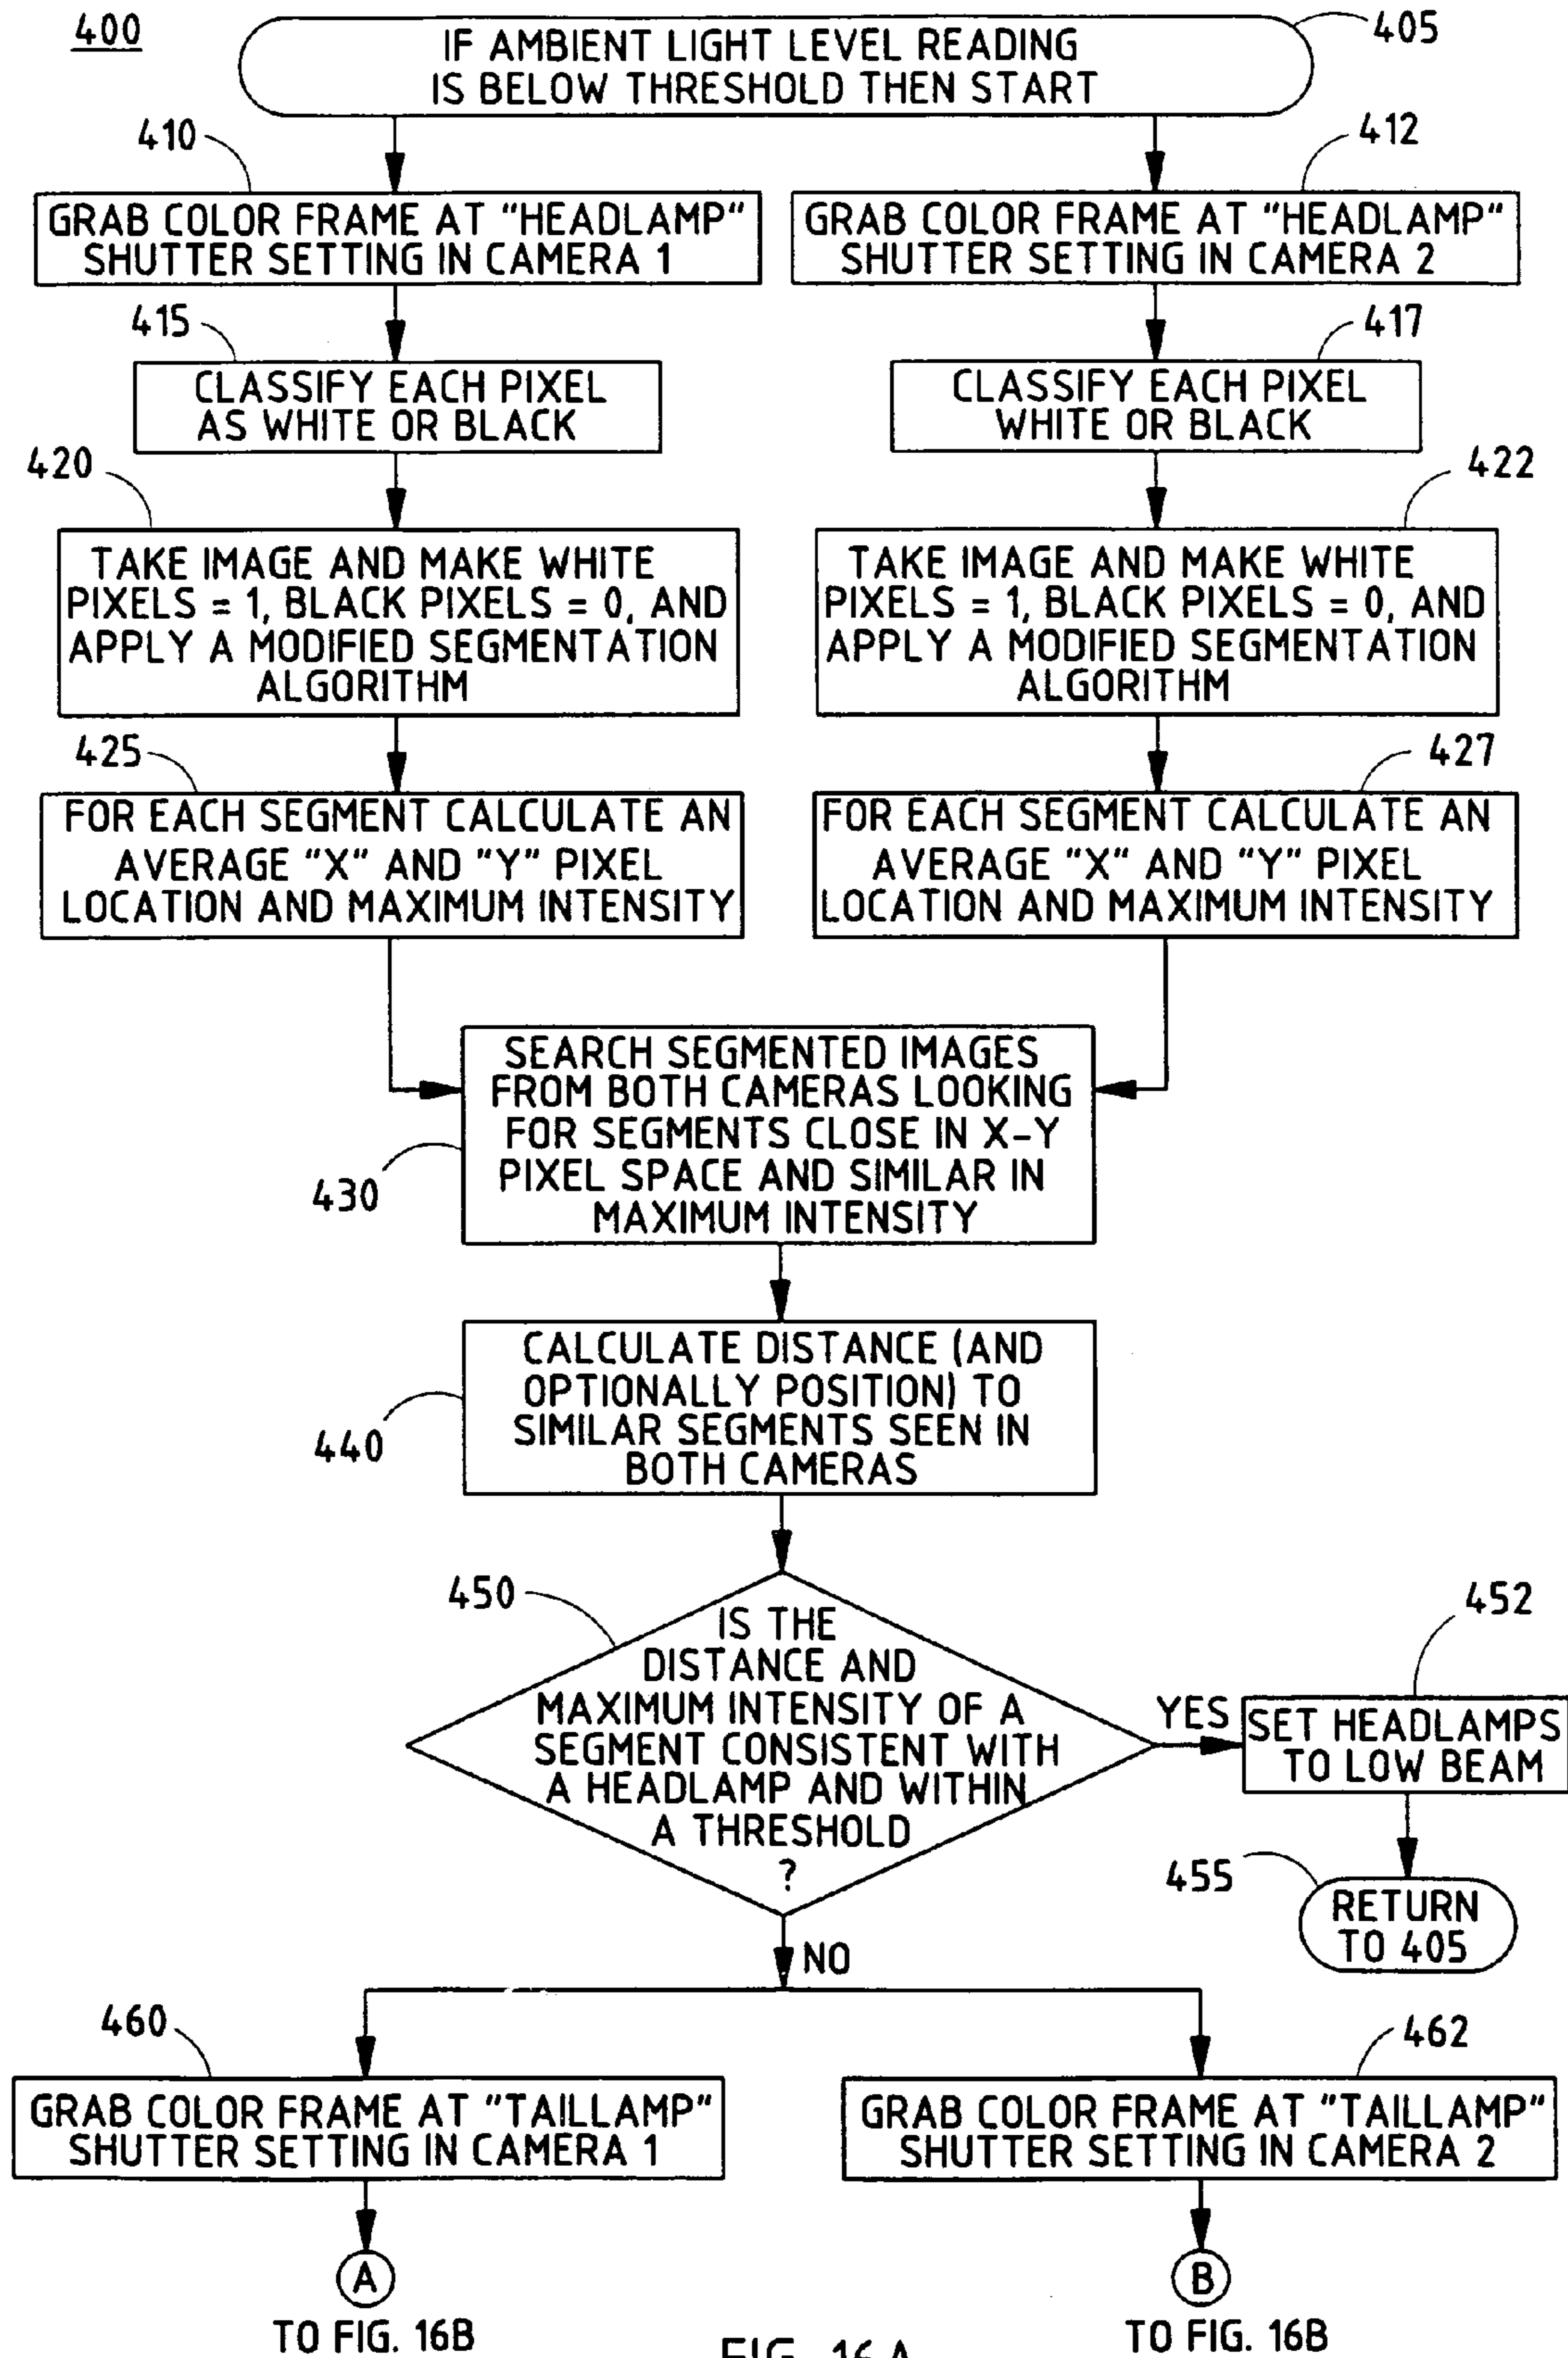 400
IF AMBIENT LIGHT LEVEL READING
IS BELOW THRESHOLD THEN START
405
410
412
GRAB COLOR FRAME AT "HEADLAMP"
SHUTTER SETTING IN CAMERA 1
GRAB COLOR FRAME AT "HEADLAMP"
SHUTTER SETTING IN CAMERA 2
415
417
CLASSIFY EACH PIXEL
AS WHITE OR BLACK
CLASSIFY EACH PIXEL
WHITE OR BLACK
420
422
TAKE IMAGE AND MAKE WHITE
PIXELS = 1, BLACK PIXELS = 0, AND
APPLY A MODIFIED SEGMENTATION
ALGORITHM
TAKE IMAGE AND MAKE WHITE
PIXELS = 1, BLACK PIXELS = 0, AND
APPLY A MODIFIED SEGMENTATION
ALGORITHM
425
427
FOR EACH SEGMENT CALCULATE AN
AVERAGE "X" AND "Y" PIXEL
LOCATION AND MAXIMUM INTENSITY
FOR EACH SEGMENT CALCULATE AN
AVERAGE "X" AND "Y" PIXEL
LOCATION AND MAXIMUM INTENSITY
SEARCH SEGMENTED IMAGES
FROM BOTH CAMERAS LOOKING
FOR SEGMENTS CLOSE IN X-Y
PIXEL SPACE AND SIMILAR IN
MAXIMUM INTENSITY
430
CALCULATE DISTANCE (AND
OPTIONALLY POSITION) TO
SIMILAR SEGMENTS SEEN IN
BOTH CAMERAS
440
450
IS THE
DISTANCE AND
MAXIMUM INTENSITY OF A
SEGMENT CONSISTENT WITH
A HEADLAMP AND WITHIN
A THRESHOLD
?
YES
452
SET HEADLAMPS
TO LOW BEAM
455
RETURN
TO 405
NO
460
462
GRAB COLOR FRAME AT "TAILLAMP"
SHUTTER SETTING IN CAMERA 1
GRAB COLOR FRAME AT "TAILLAMP"
SHUTTER SETTING IN CAMERA 2
A
B
TO FIG. 16B
TO FIG. 16B
FIG. 16A